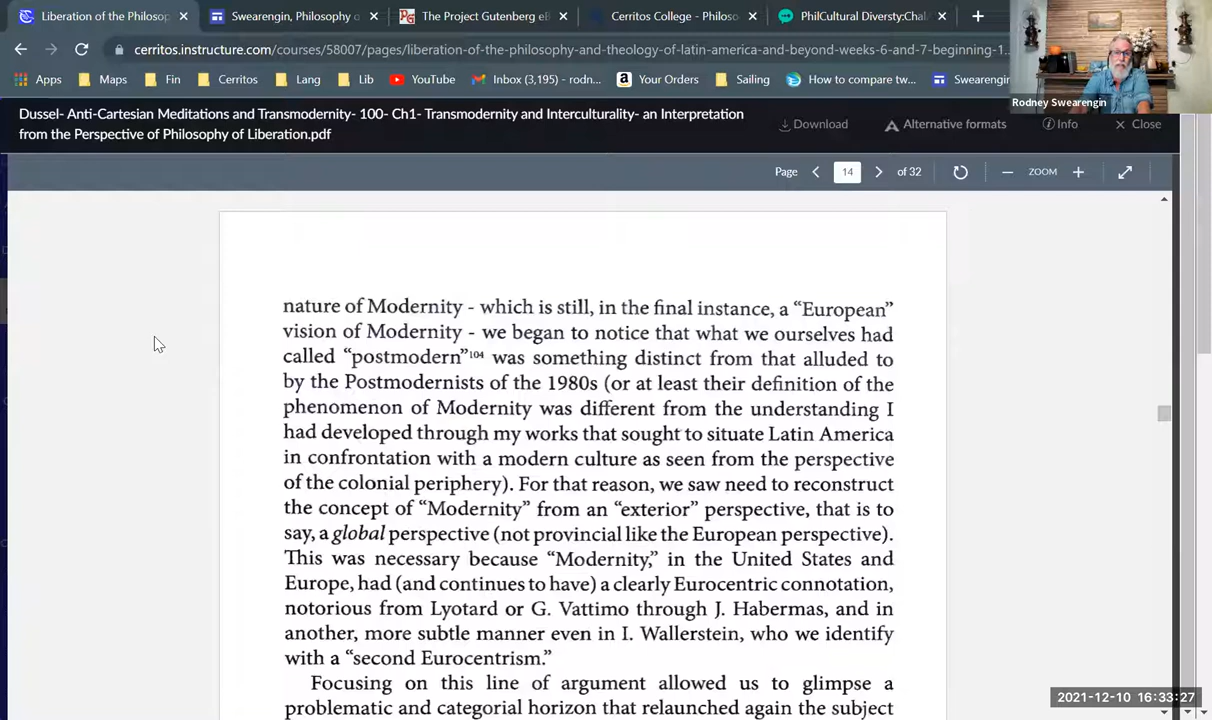 Liberation of the Philosop
Swearengin, Philosophy o
The Project Gutenberg eB
Cerritos College - Philoso
PhilCultural Diversty:Chal
cerritos.instructure.com/courses/58007/pages/liberation-of-the-philosophy-and-theology-of-latin-america-and-beyond-weeks-6-and-7-beginning-1...
Apps
Maps
Fin
Cerritos
Lang
Lib
YouTube
Inbox (3,195) - rodn...
Your Orders
Sailing
How to compare tw...
Swearengin
Rodney Swearengin
Dussel- Anti-Cartesian Meditations and Transmodernity- 100- Ch1- Transmodernity and Interculturality- an Interpretation
from the Perspective of Philosophy of Liberation.pdf
Download
Alternative formats
Info
Close
Page
14
of 32
ZOOM
nature of Modernity - which is still, in the final instance, a “European”
vision of Modernity - we began to notice that what we ourselves had
called “postmodern”104 was something distinct from that alluded to
by the Postmodernists of the 1980s (or at least their definition of the
phenomenon of Modernity was different from the understanding I
had developed through my works that sought to situate Latin America
in confrontation with a modern culture as seen from the perspective
of the colonial periphery). For that reason, we saw need to reconstruct
the concept of “Modernity” from an “exterior” perspective, that is to
say, a global perspective (not provincial like the European perspective).
This was necessary because “Modernity,” in the United States and
Europe, had (and continues to have) a clearly Eurocentric connotation,
notorious from Lyotard or G. Vattimo through J. Habermas, and in
another, more subtle manner even in I. Wallerstein, who we identify
with a “second Eurocentrism.”
Focusing on this line of argument allowed us to glimpse a
problematic and categorial horizon that relaunched again the subject
2021-12-10 16:33:27